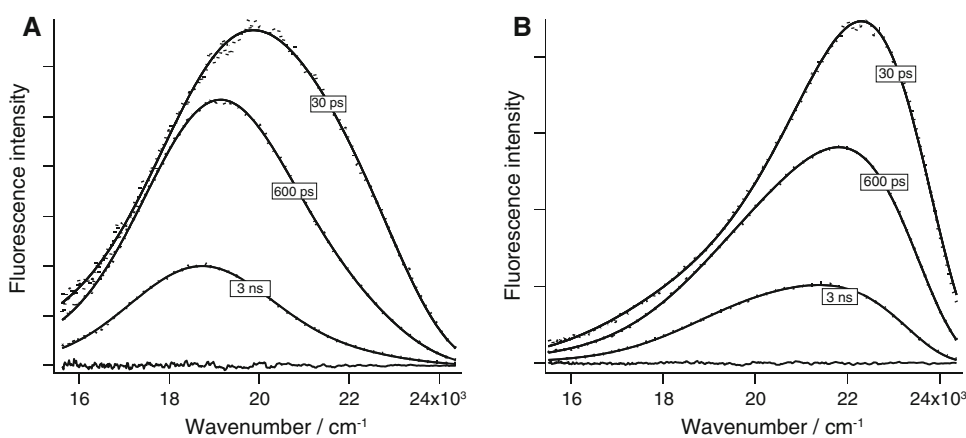 A
Fluorescence intensity
30 ps
600 ps
3 ns
16 18 20 22 24x10³
Wavenumber / cm⁻¹
B
Fluorescence intensity
30 ps
600 ps
3 ns
16 18 20 22 24x10³
Wavenumber / cm⁻¹